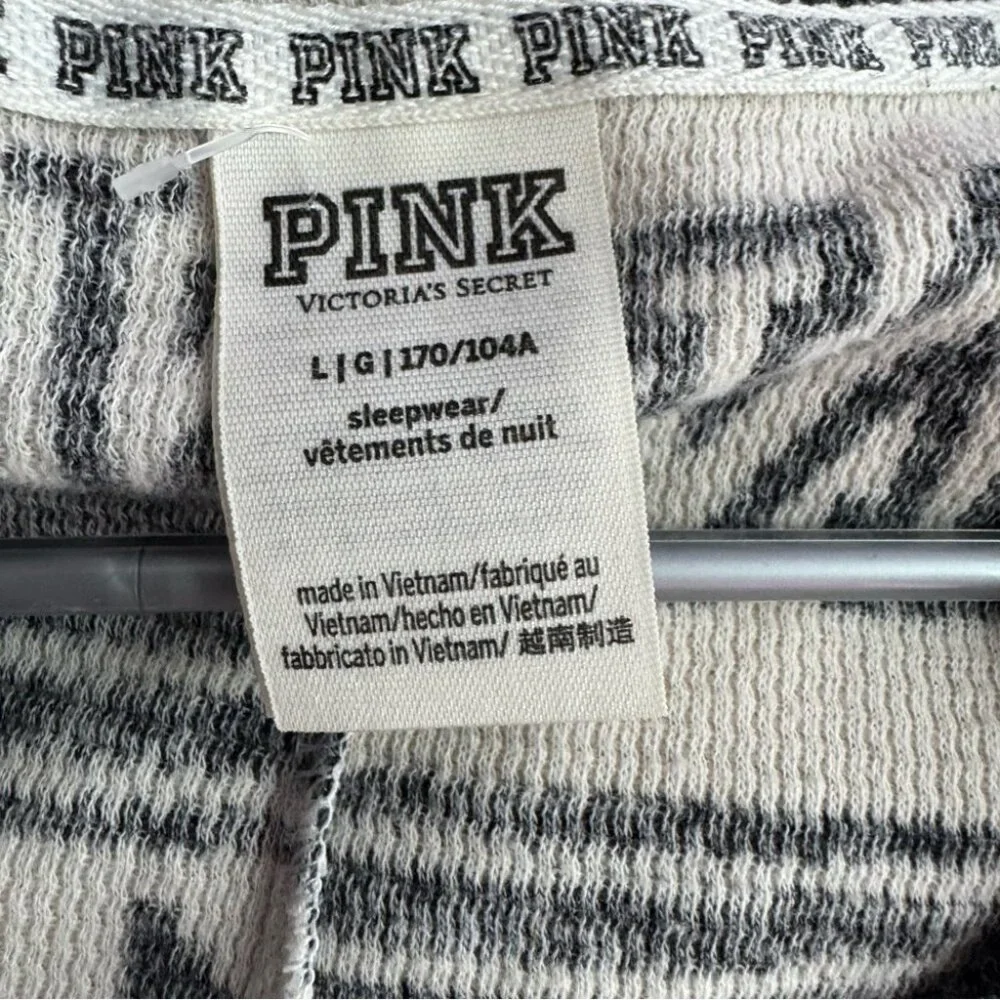 PINK PINK PINK PINK PINK
PINK
VICTORIA'S SECRET
L | G | 170/104A
sleepwear/
vêtements de nuit
made in Vietnam/fabriqué au
Vietnam/hecho en Vietnam/
fabbricato in Vietnam/ 越南制造